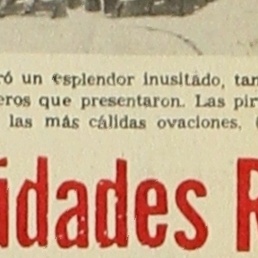 ró un esplendor inusitado, tan
eros que presentaron. Las pir
las más cálidas ovaciones.
idades R